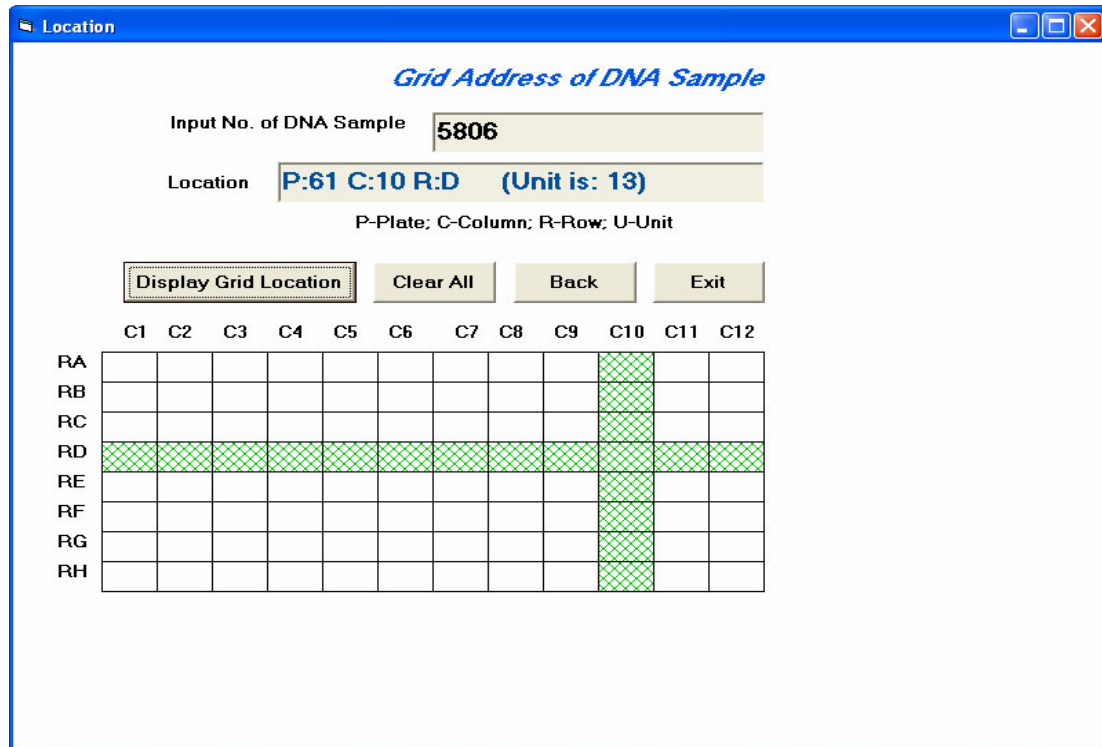 Location
Grid Address of DNA Sample
Input No. of DNA Sample 5806
Location P:61 C:10 R:D (Unit is: 13)
P-Plate; C-Column; R-Row; U-Unit
Display Grid Location Clear All Back Exit
C1 C2 C3 C4 C5 C6 C7 C8 C9 C10 C11 C12
RA
RB
RC
RD
RE
RF
RG
RH